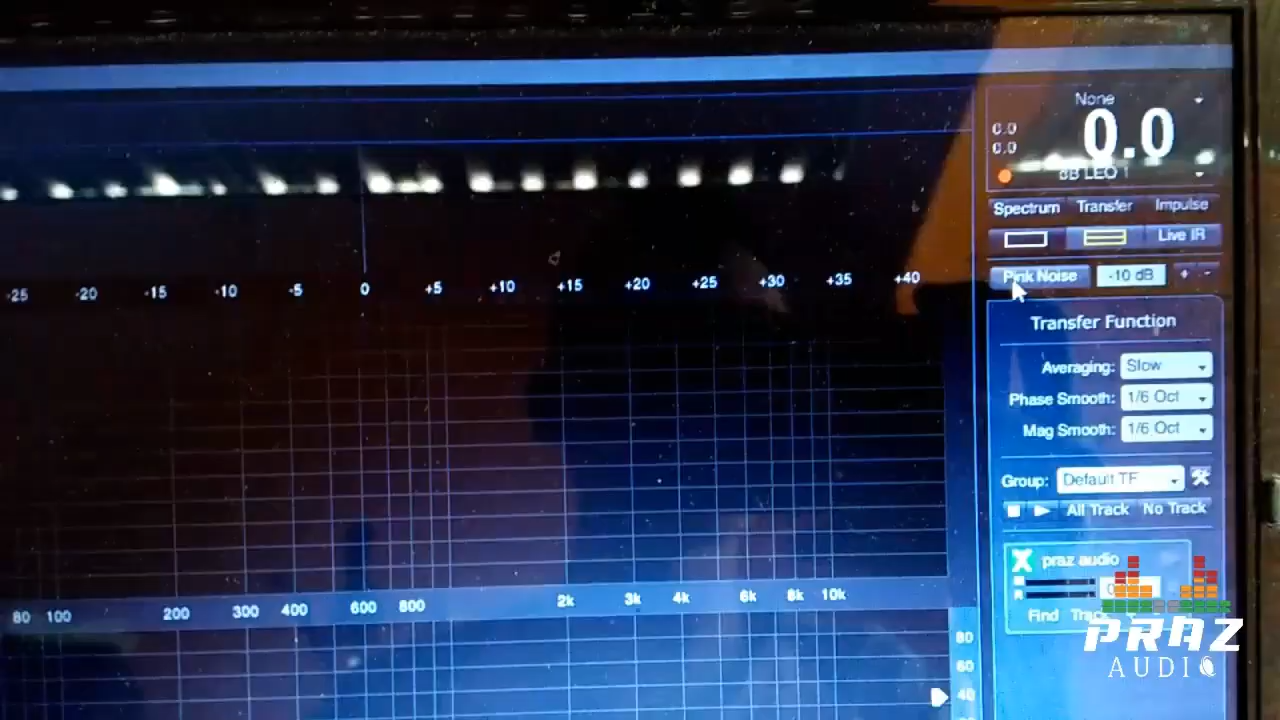 None
0.0
0.0
0.0
dB LEQ 1
Spectrum Transfer Impulse
Live IR
Pink Noise -10 dB + -
-25 -20 -15 -10 -5 0 +5 +10 +15 +20 +25 +30 +35 +40
Transfer Function
Averaging: Slow
Phase Smooth: 1/6 Oct
Mag Smooth: 1/6 Oct
Group: Default TF
All Track No Track
praz audio
Find
80 100 200 300 400 600 800 2k 3k 4k 6k 8k 10k
80
60
40
PRAZ
AUDIO